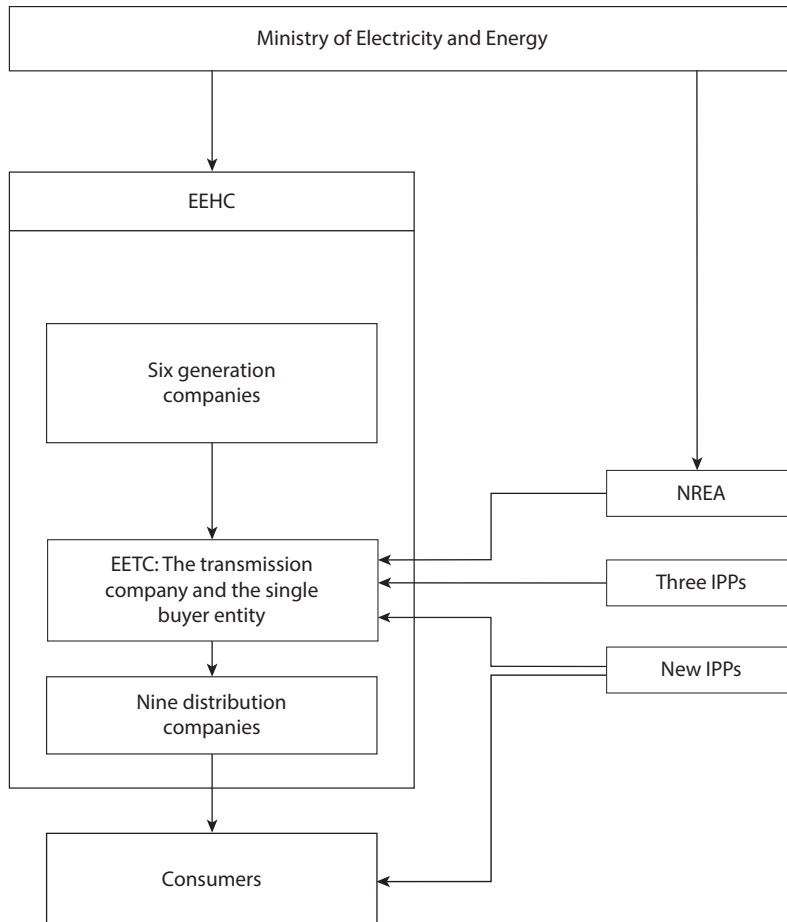 Ministry of Electricity and Energy
EEHC
Six generation
companies
NREA
EETC: The transmission
company and the single
buyer entity
Three IPPs
New IPPs
Nine distribution
companies
Consumers